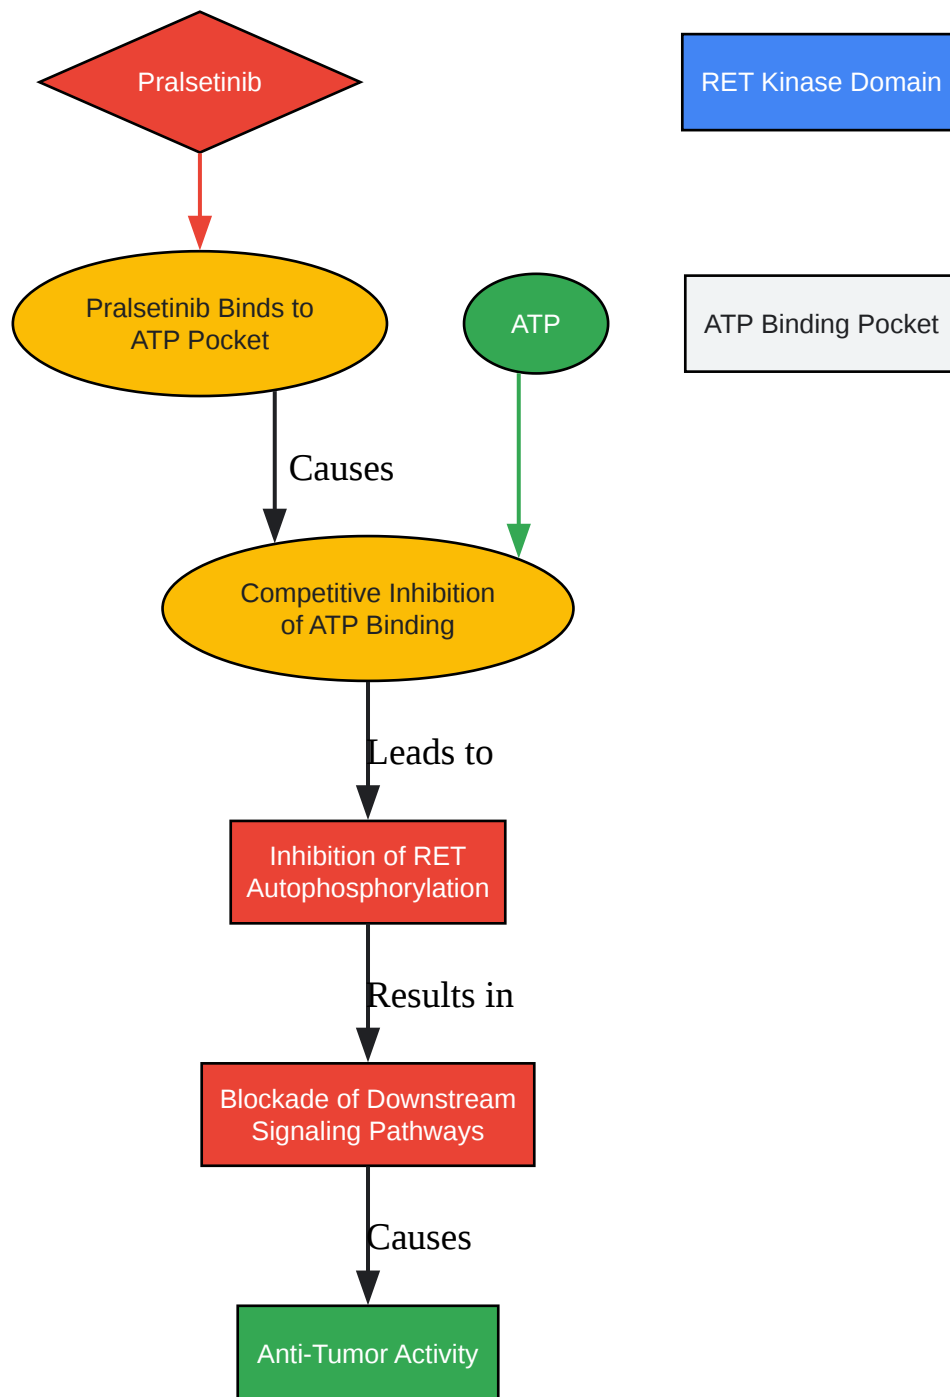 Pralsetinib
RET Kinase Domain
Pralsetinib Binds to
ATP Pocket
ATP
ATP Binding Pocket
Causes
Competitive Inhibition
of ATP Binding
Leads to
Inhibition of RET
Autophosphorylation
Results in
Blockade of Downstream
Signaling Pathways
Causes
Anti-Tumor Activity